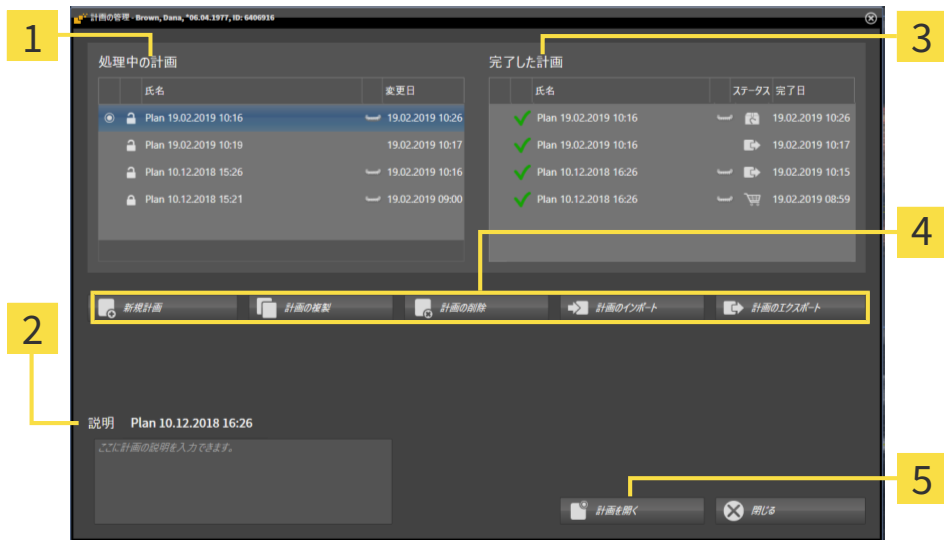 計画の管理 - Brown, Dana, *06.04.1977, ID: 6406916
1
3
処理中の計画
完了した計画
氏名 変更日
氏名 ステータス 完了日
Plan 19.02.2019 10:16 19.02.2019 10:26
Plan 19.02.2019 10:19 19.02.2019 10:17
Plan 10.12.2018 15:26 19.02.2019 10:16
Plan 10.12.2018 15:21 19.02.2019 09:00
Plan 19.02.2019 10:16 19.02.2019 10:26
Plan 19.02.2019 10:16 19.02.2019 10:17
Plan 10.12.2018 16:26 19.02.2019 10:15
Plan 10.12.2018 16:26 19.02.2019 08:59
4
新規計画 計画の複製 計画の削除 計画のインポート 計画のエクスポート
2
説明 Plan 10.12.2018 16:26
ここに計画の説明を入力できます。
5
計画を開く 閉じる